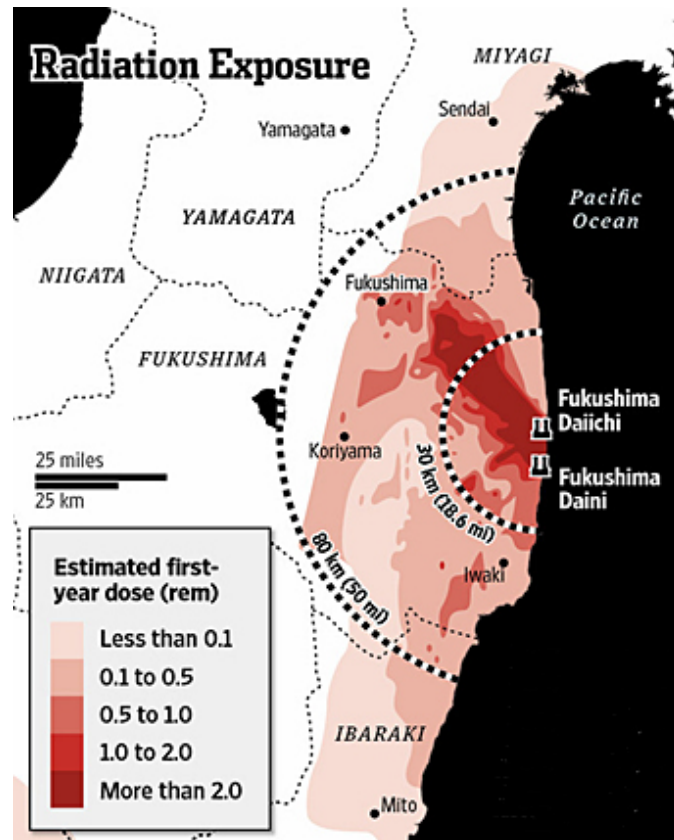 Radiation Exposure
MIYAGI
Sendai
Yamagata
Pacific
Ocean
YAMAGATA
NIIGATA
Fukushima
FUKUSHIMA
Fukushima
Daiichi
Koriyama
25 miles
25 km
30 km (18.6 mi)
Fukushima
Daini
80 km (50 mi)
Iwaki
Estimated first-
year dose (rem)
Less than 0.1
0.1 to 0.5
0.5 to 1.0
1.0 to 2.0
More than 2.0
IBARAKI
Mito